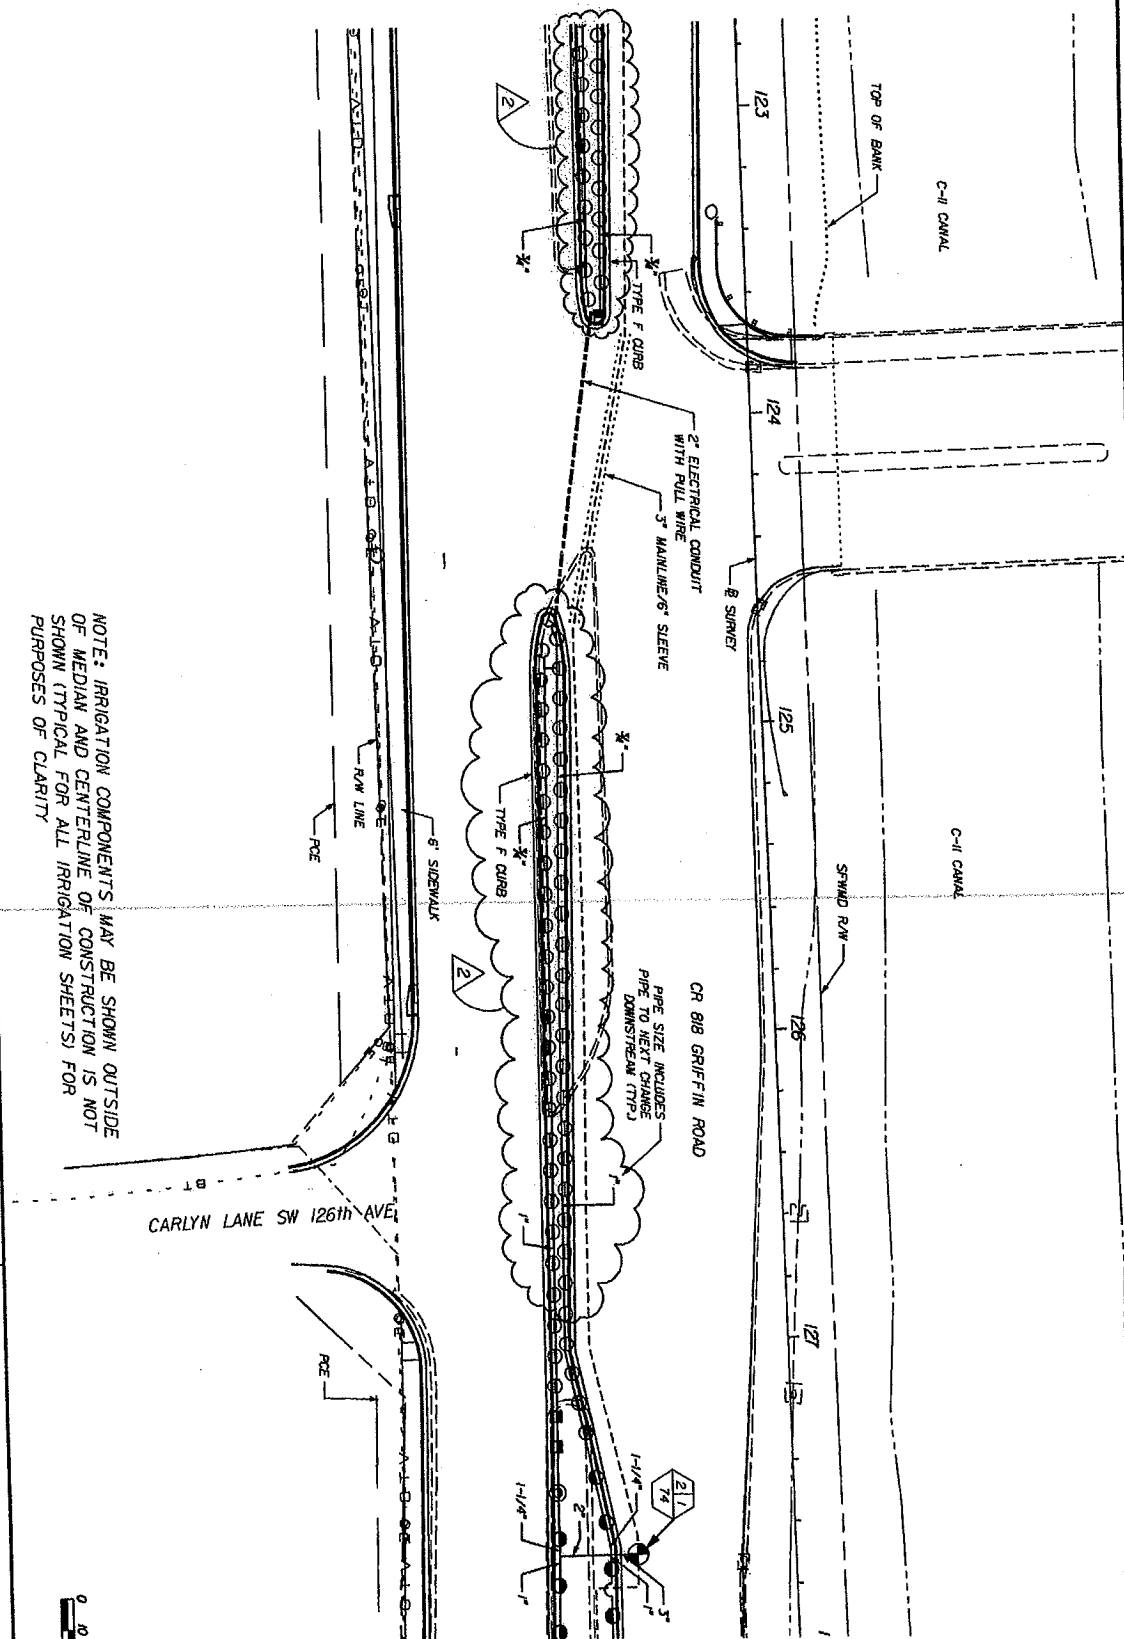 123
TOP OF BANK
C-11 CANAL
2
3/4"
3/4"
TYPE F CURB
124
2" ELECTRICAL CONDUIT
WITH PULL WIRE
3" MAINLINE/6" SLEEVE
B SURVEY
125
3/4"
3/4"
TYPE F CURB
R/W LINE
PCE
6' SIDEWALK
C-11 CANAL
SFWMD R/W
2
126
CR 818 GRIFFIN ROAD
PIPE SIZE INCLUDES
PIPE TO NEXT CHANGE
DOWNSTREAM (TYP.)
1"
1"
NOTE: IRRIGATION COMPONENTS MAY BE SHOWN OUTSIDE
OF MEDIAN AND CENTERLINE OF CONSTRUCTION IS NOT
SHOWN (TYPICAL FOR ALL IRRIGATION SHEETS) FOR
PURPOSES OF CLARITY
BT
CARLYN LANE SW 126th AVE
127
PCE
1-1/4"
2 1
74
1-1/4"
2"
3"
1"
1"
0 10